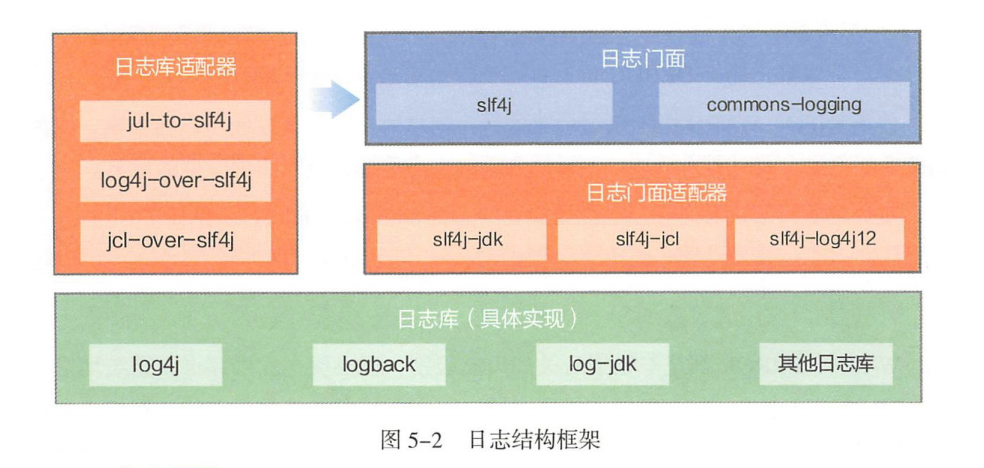 日志库适配器
jul-to-slf4j
log4j-over-slf4j
jcl-over-slf4j
日志门面
slf4j
commons-logging
日志门面适配器
slf4j-jdk
slf4j-jcl
slf4j-log4j12
日志库（具体实现）
log4j
logback
log-jdk
其他日志库
图 5-2 日志结构框架